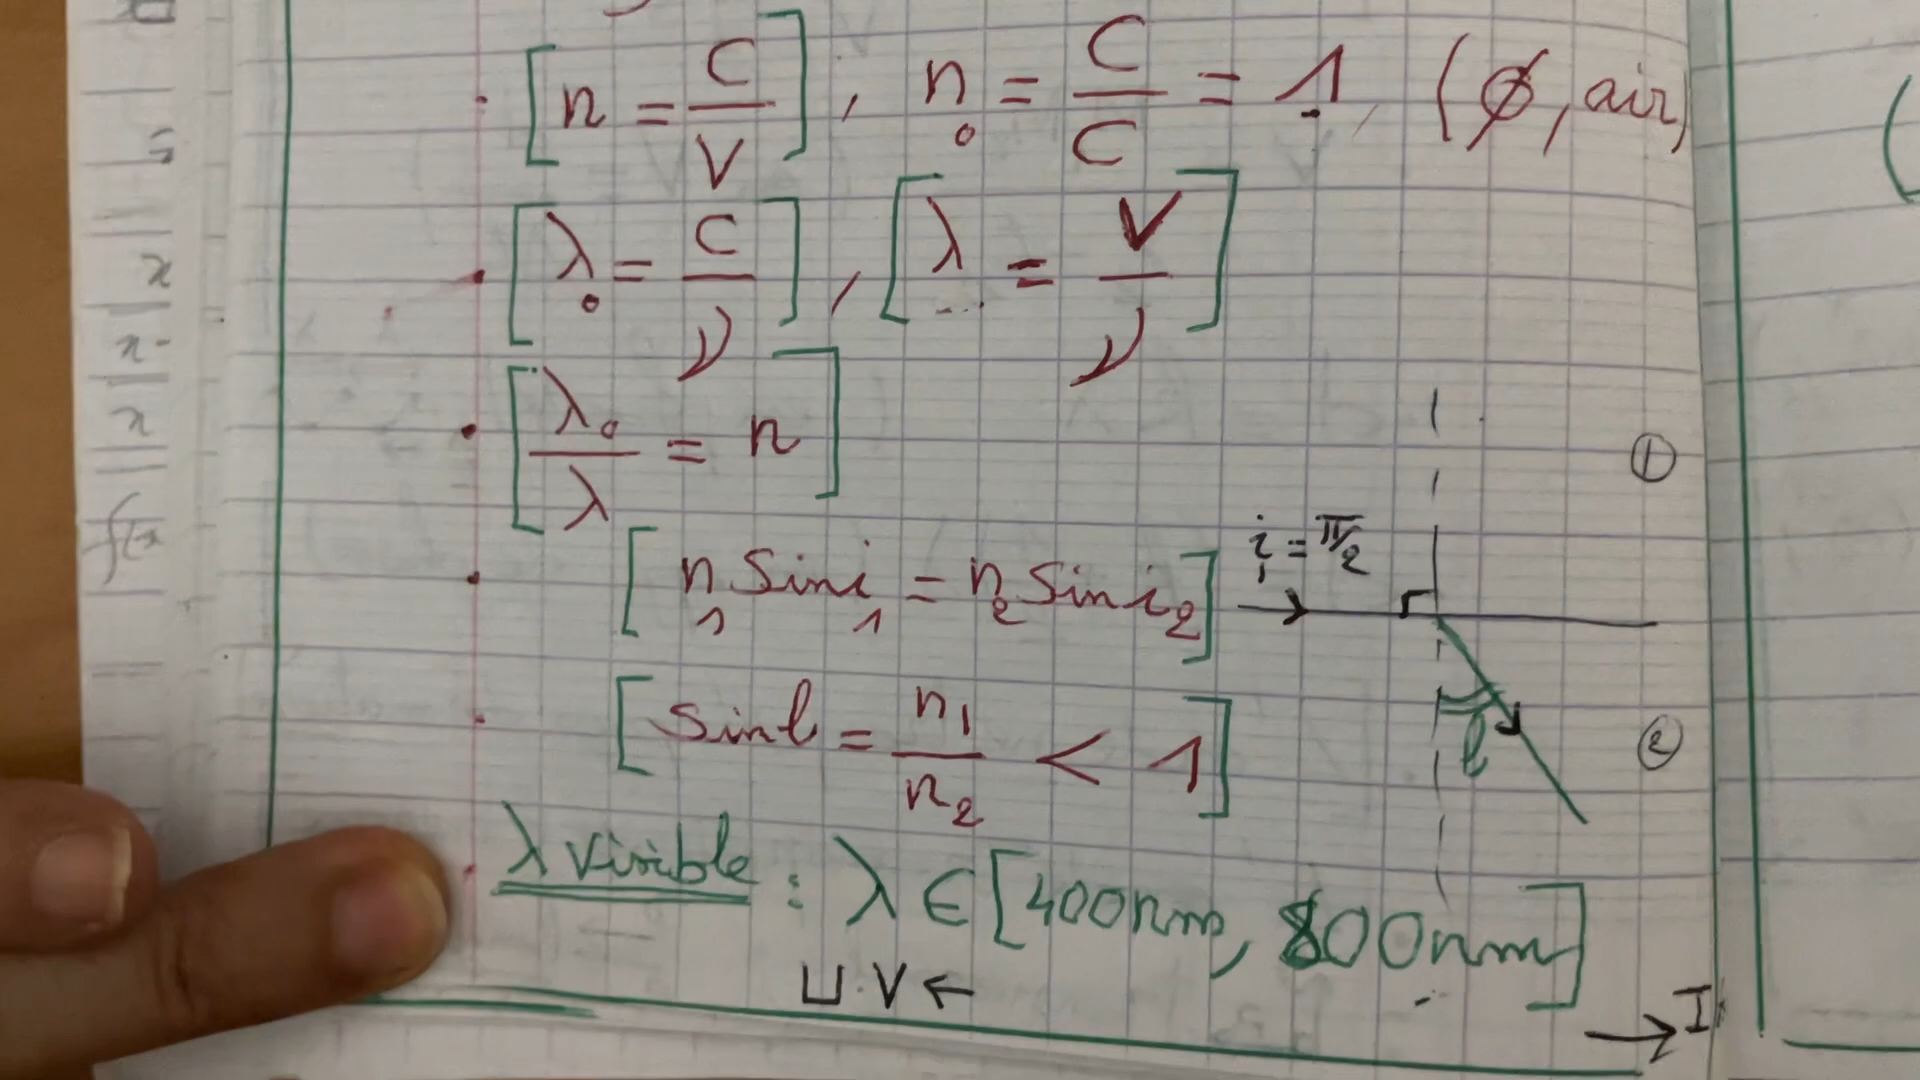 [n = C/V], n₀ = C/C = 1, (∅, air)
[λ₀ = C/ν], [λ = V/ν]
[λ₀/λ = n]
①
[n₁ sin i₁ = n₂ sin i₂] i₁ = π/2
[sin l = n₁/n₂ < 1]
l ②
λ visible : λ ∈ [400nm, 800nm]
U.V ← → I